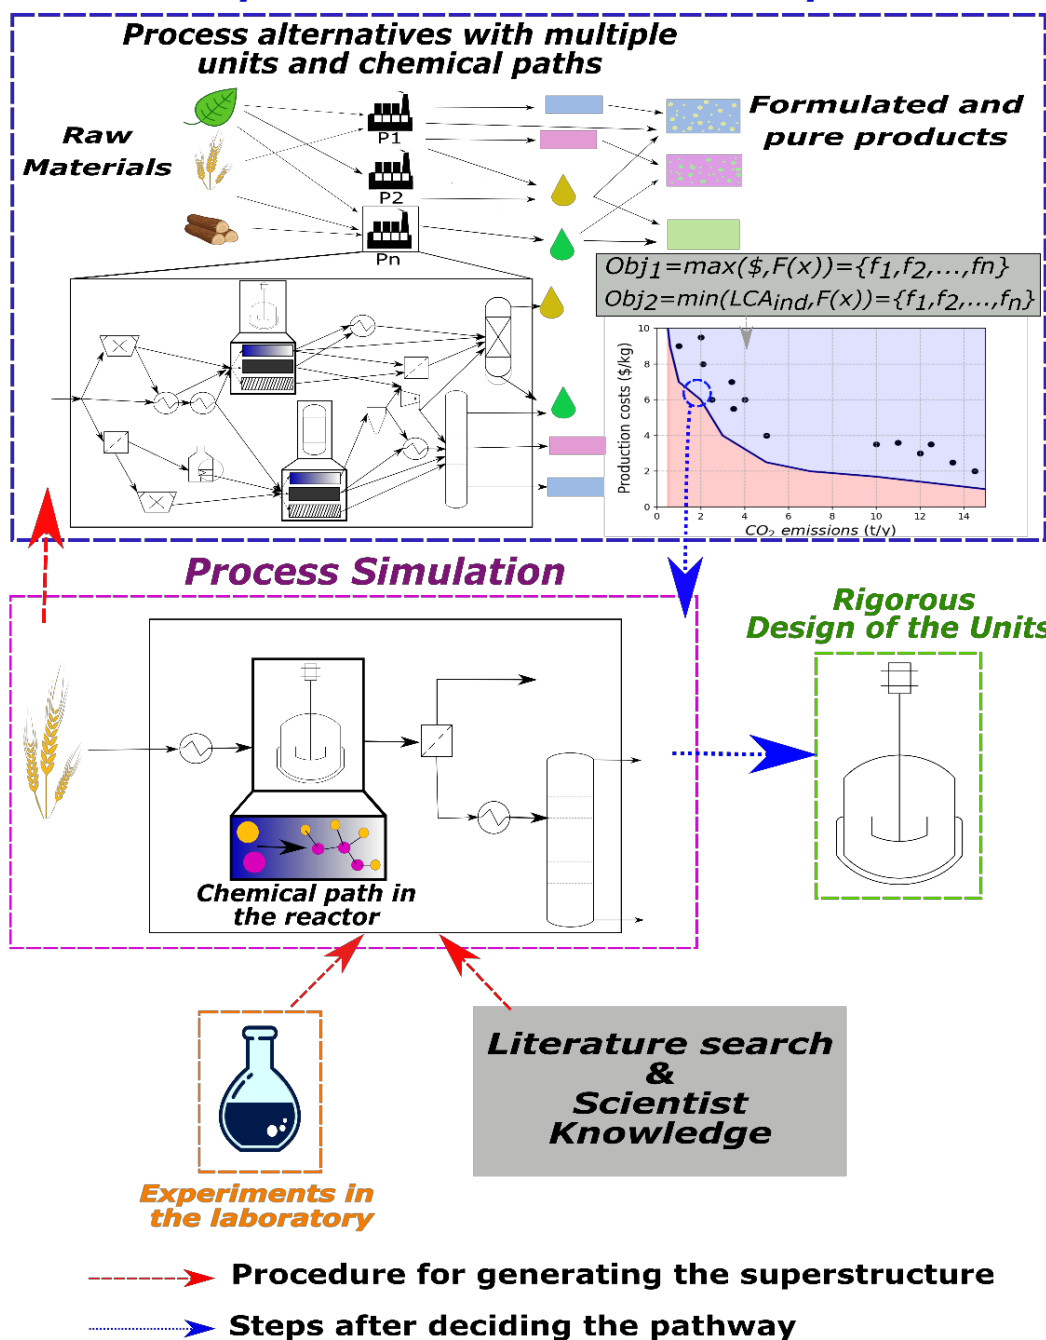 Process alternatives with multiple
units and chemical paths
Raw
Materials
Formulated and
pure products
P1
P2
Pn
Obj1=max($,F(x))={f1,f2,...,fn}
Obj2=min(LCAind,F(x))={f1,f2,...,fn}
Production costs ($/kg)
10
8
6
4
2
0
0 2 4 6 8 10 12 14
CO2 emissions (t/y)
Process Simulation
Rigorous
Design of the Units
Chemical path in
the reactor
Literature search
&
Scientist
Knowledge
Experiments in
the laboratory
Procedure for generating the superstructure
Steps after deciding the pathway